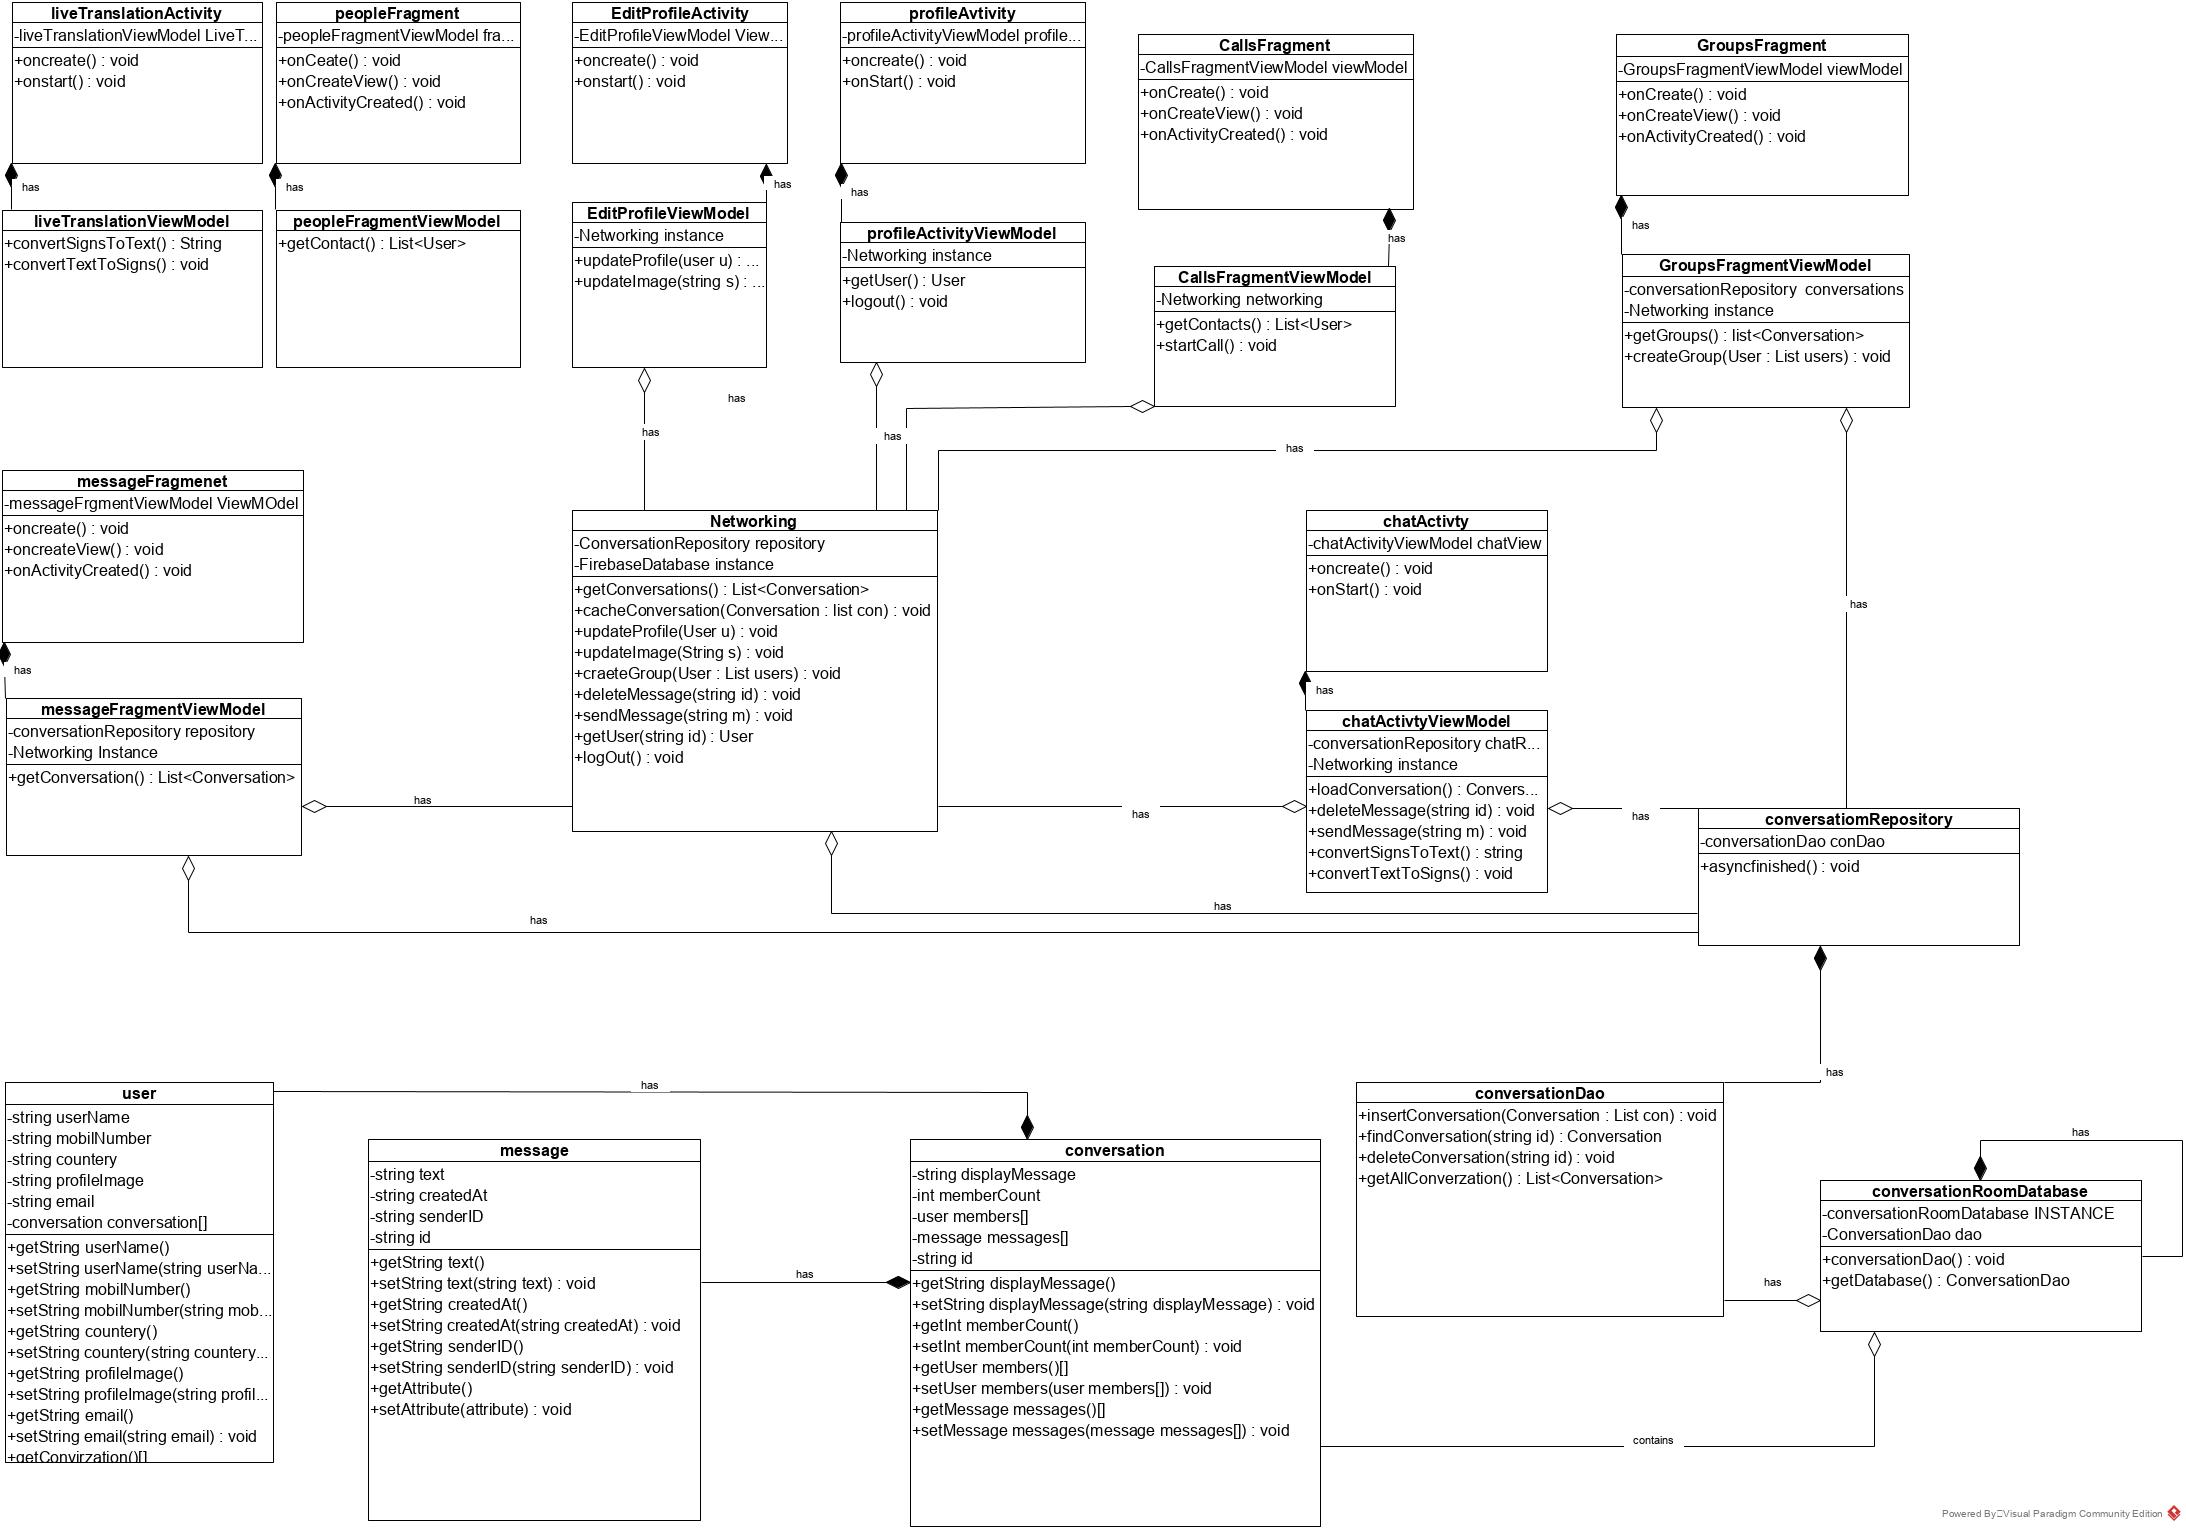 liveTranslationActivity
-liveTranslationViewModel LiveT...
+oncreate() : void
+onstart() : void
peopleFragment
-peopleFragmentViewModel fra...
+onCeate() : void
+onCreateView() : void
+onActivityCreated() : void
EditProfileActivity
-EditProfileViewModel View...
+oncreate() : void
+onstart() : void
profileAvtivity
-profileActivityViewModel profile...
+oncreate() : void
+onStart() : void
CallsFragment
-CallsFragmentViewModel viewModel
+onCreate() : void
+onCreateView() : void
+onActivityCreated() : void
GroupsFragment
-GroupsFragmentViewModel viewModel
+onCreate() : void
+onCreateView() : void
+onActivityCreated() : void
has
has
has
has
has
has
liveTranslationViewModel
+convertSignsToText() : String
+convertTextToSigns() : void
peopleFragmentViewModel
+getContact() : List<User>
EditProfileViewModel
-Networking instance
+updateProfile(user u) : ...
+updateImage(string s) : ...
profileActivityViewModel
-Networking instance
+getUser() : User
+logout() : void
CallsFragmentViewModel
-Networking networking
+getContacts() : List<User>
+startCall() : void
GroupsFragmentViewModel
-conversationRepository  conversations
-Networking instance
+getGroups() : list<Conversation>
+createGroup(User : List users) : void
has
has
has
has
messageFragmenet
-messageFrgmentViewModel ViewMOdel
+oncreate() : void
+oncreateView() : void
+onActivityCreated() : void
Networking
-ConversationRepository repository
-FirebaseDatabase instance
+getConversations() : List<Conversation>
+cacheConversation(Conversation : list con) : void
+updateProfile(User u) : void
+updateImage(String s) : void
+craeteGroup(User : List users) : void
+deleteMessage(string id) : void
+sendMessage(string m) : void
+getUser(string id) : User
+logOut() : void
chatActivty
-chatActivityViewModel chatView
+oncreate() : void
+onStart() : void
has
has
has
messageFragmentViewModel
-conversationRepository repository
-Networking Instance
+getConversation() : List<Conversation>
chatActivtyViewModel
-conversationRepository chatR...
-Networking instance
+loadConversation() : Convers...
+deleteMessage(string id) : void
+sendMessage(string m) : void
+convertSignsToText() : string
+convertTextToSigns() : void
has
has
has
conversatiomRepository
-conversationDao conDao
+asyncfinished() : void
has
has
has
user
-string userName
-string mobilNumber
-string countery
-string profileImage
-string email
-conversation conversation[]
+getString userName()
+setString userName(string userNa...
+getString mobilNumber()
+setString mobilNumber(string mob...
+getString countery()
+setString countery(string countery...
+getString profileImage()
+setString profileImage(string profil...
+getString email()
+setString email(string email) : void
+getConvirzation()[]
has
message
-string text
-string createdAt
-string senderID
-string id
+getString text()
+setString text(string text) : void
+getString createdAt()
+setString createdAt(string createdAt) : void
+getString senderID()
+setString senderID(string senderID) : void
+getAttribute()
+setAttribute(attribute) : void
has
conversation
-string displayMessage
-int memberCount
-user members[]
-message messages[]
-string id
+getString displayMessage()
+setString displayMessage(string displayMessage) : void
+getInt memberCount()
+setInt memberCount(int memberCount) : void
+getUser members()[]
+setUser members(user members[]) : void
+getMessage messages()[]
+setMessage messages(message messages[]) : void
conversationDao
+insertConversation(Conversation : List con) : void
+findConversation(string id) : Conversation
+deleteConversation(string id) : void
+getAllConverzation() : List<Conversation>
has
has
conversationRoomDatabase
-conversationRoomDatabase INSTANCE
-ConversationDao dao
+conversationDao() : void
+getDatabase() : ConversationDao
contains
Powered By Visual Paradigm Community Edition